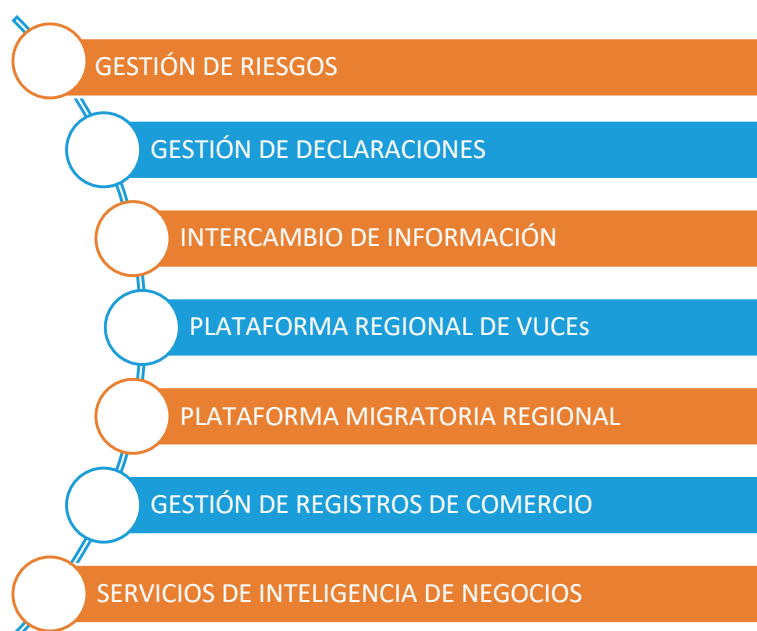 GESTIÓN DE RIESGOS
GESTIÓN DE DECLARACIONES
INTERCAMBIO DE INFORMACIÓN
PLATAFORMA REGIONAL DE VUCEs
PLATAFORMA MIGRATORIA REGIONAL
GESTIÓN DE REGISTROS DE COMERCIO
SERVICIOS DE INTELIGENCIA DE NEGOCIOS